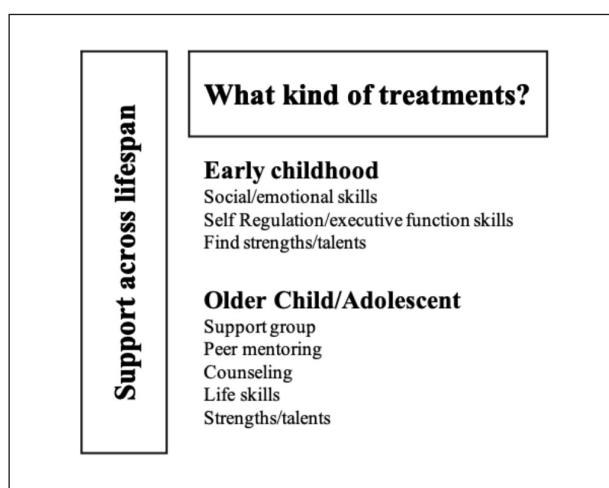 Support across lifespan
What kind of treatments?
Early childhood
Social/emotional skills
Self Regulation/executive function skills
Find strengths/talents
Older Child/Adolescent
Support group
Peer mentoring
Counseling
Life skills
Strengths/talents